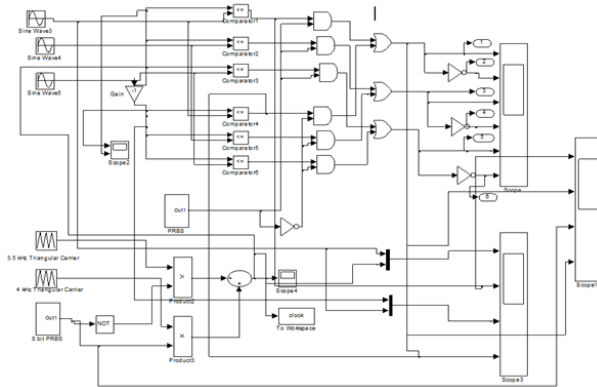 Sine Wave3
Sine Wave4
Sine Wave5
Gain
-1
<=
Comparator1
<=
Comparator2
<=
Comparator3
<=
Comparator4
<=
Comparator5
<=
Comparator6
Scope2
Out1
PRBS
1
2
3
4
5
6
Scope
Scope1
3.5 kHz Triangular Carrier
4 kHz Triangular Carrier
Out1
8 bit PRBS
NOT
×
Product2
×
Product3
Scope4
clock
To Workspace
Scope3